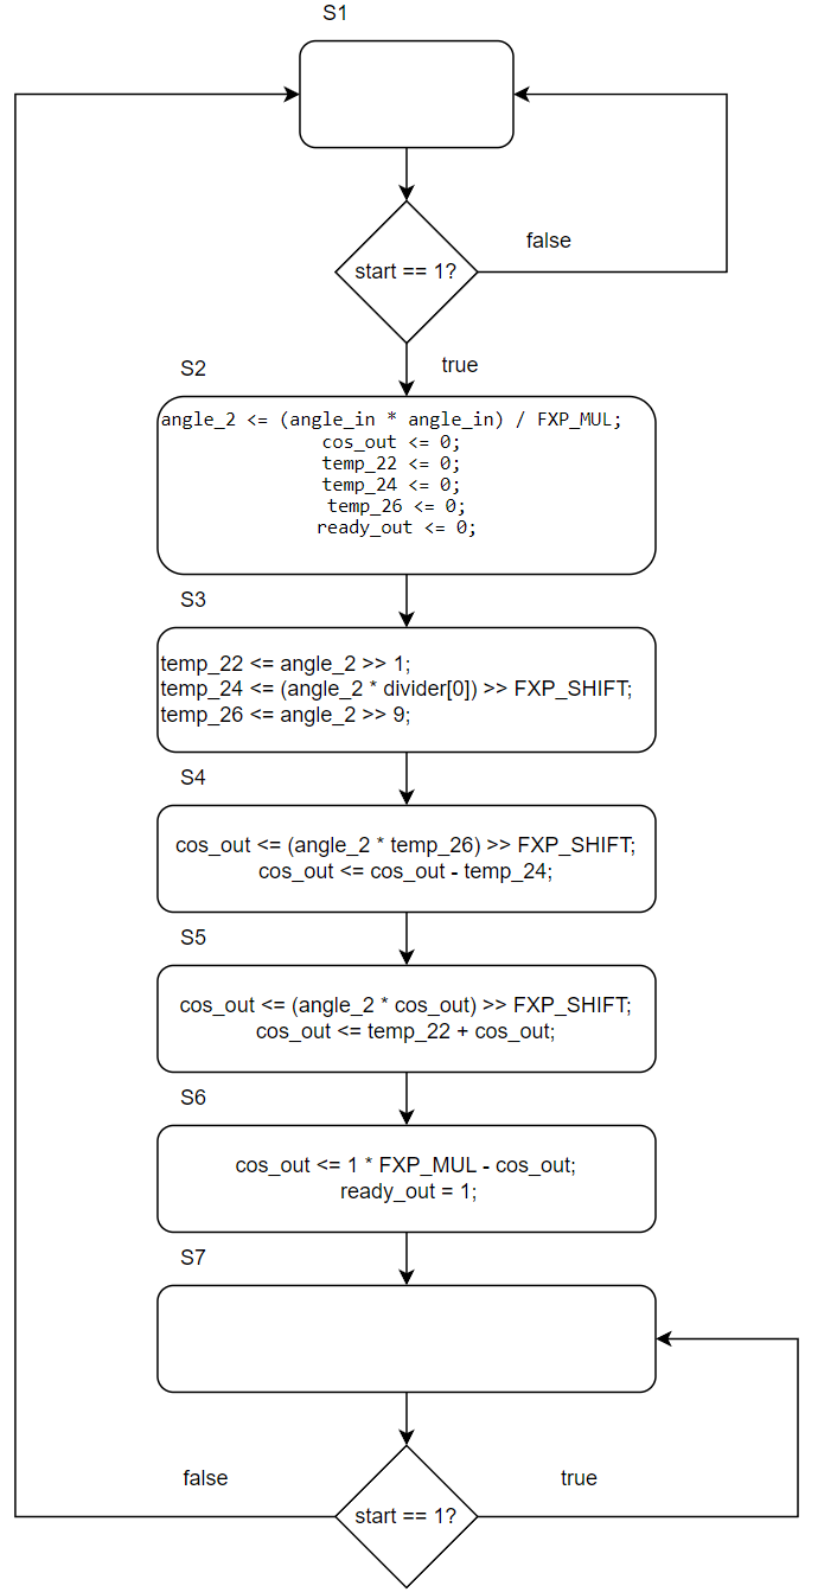 S1
start == 1?
false
true
S2
angle_2 <= (angle_in * angle_in) / FXP_MUL;
cos_out <= 0;
temp_22 <= 0;
temp_24 <= 0;
temp_26 <= 0;
ready_out <= 0;
S3
temp_22 <= angle_2 >> 1;
temp_24 <= (angle_2 * divider[0]) >> FXP_SHIFT;
temp_26 <= angle_2 >> 9;
S4
cos_out <= (angle_2 * temp_26) >> FXP_SHIFT;
cos_out <= cos_out - temp_24;
S5
cos_out <= (angle_2 * cos_out) >> FXP_SHIFT;
cos_out <= temp_22 + cos_out;
S6
cos_out <= 1 * FXP_MUL - cos_out;
ready_out = 1;
S7
false
true
start == 1?